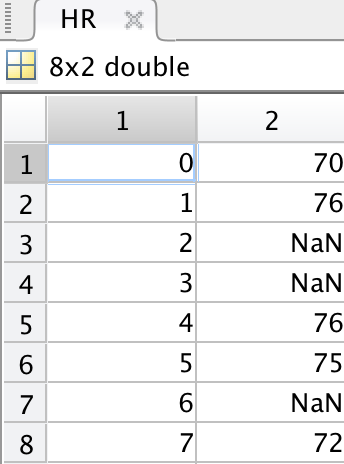 HR
8x2 double
1 2
1 0 70
2 1 76
3 2 NaN
4 3 NaN
5 4 76
6 5 75
7 6 NaN
8 7 72